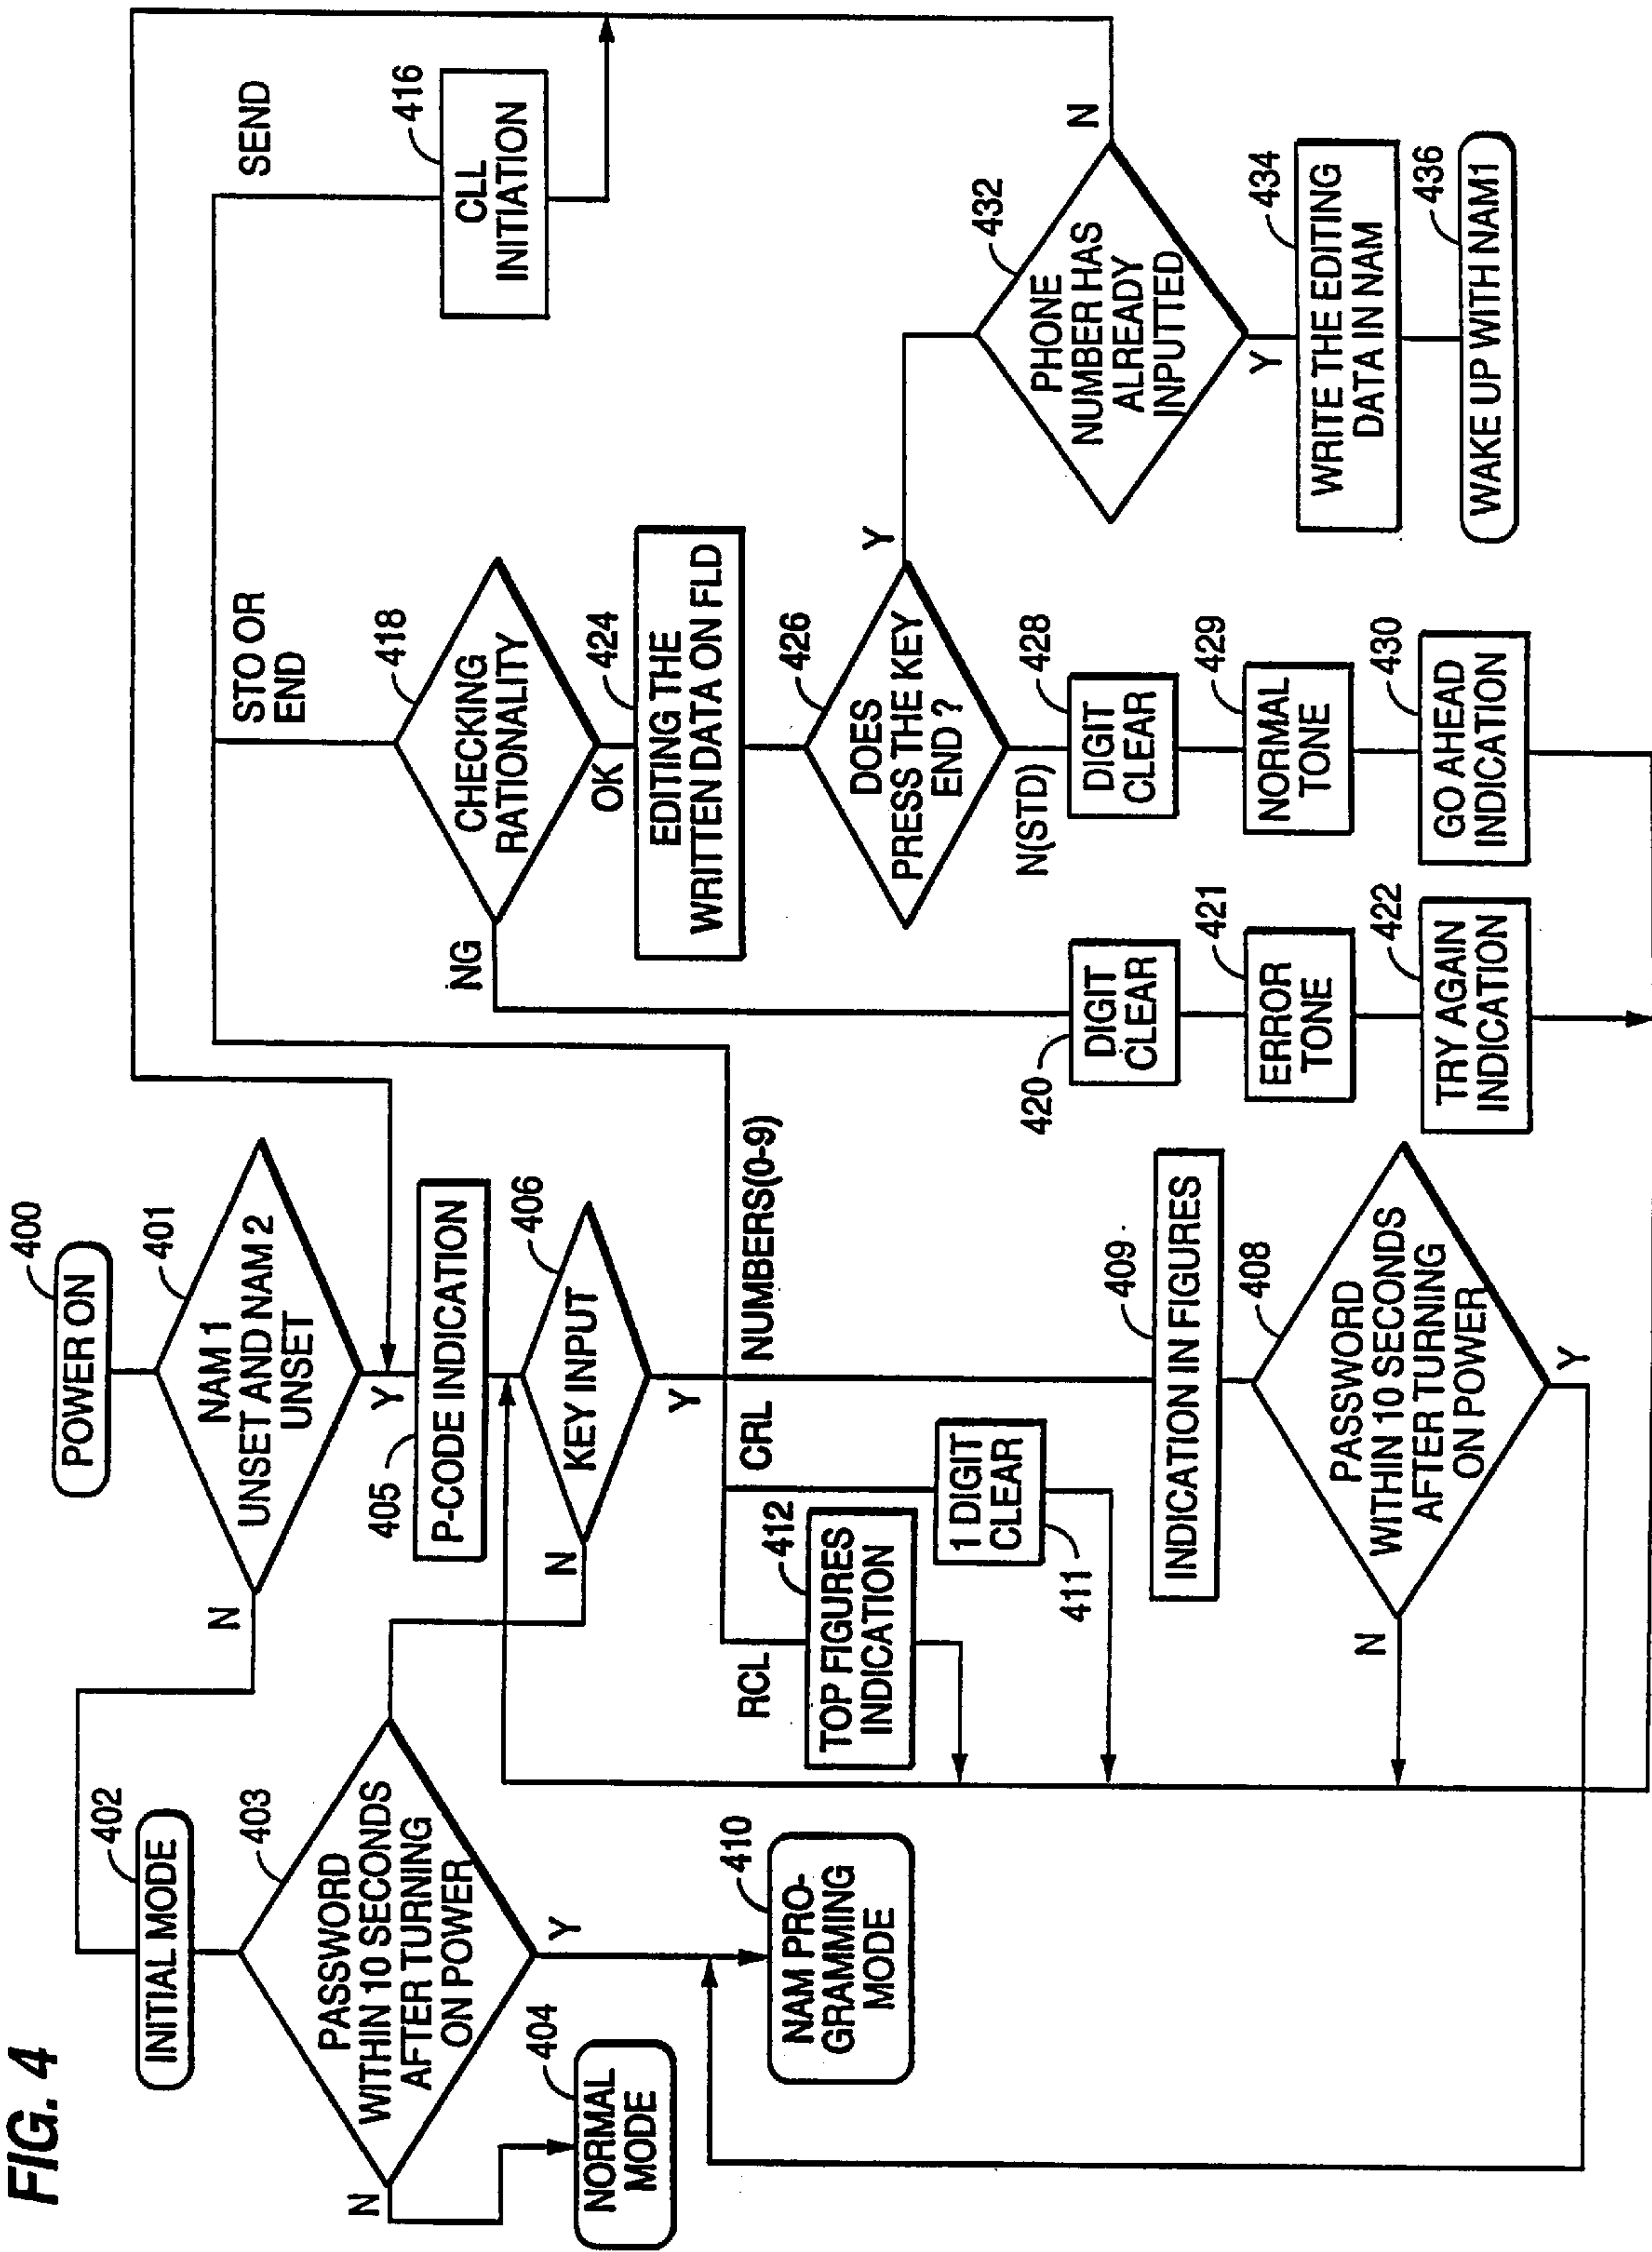 FIG. 4
400
POWER ON
401
NAM 1
UNSET AND NAM 2
UNSET
N
Y
402
INITIAL MODE
403
PASSWORD
WITHIN 10 SECONDS
AFTER TURNING
ON POWER
N
Y
404
NORMAL
MODE
410
NAM PRO-
GRAMING
MODE
405
P-CODE INDICATION
406
KEY INPUT
N
Y
RCL
CRL
NUMBERS(0-9)
412
TOP FIGURES
INDICATION
1 DIGIT
CLEAR
411
409
INDICATION IN FIGURES
408
PASSWORD
WITHIN 10 SECONDS
AFTER TURNING
ON POWER
N
Y
STO OR
END
SEND
416
CLL
INITIATION
418
CHECKING
RATIONALITY
NG
OK
424
EDITING THE
WRITTEN DATA ON FLD
426
DOES
PRESS THE KEY
END ?
Y
N(STD)
420
DIGIT
CLEAR
421
ERROR
TONE
422
TRY AGAIN
INDICATION
428
DIGIT
CLEAR
429
NORMAL
TONE
430
GO AHEAD
INDICATION
432
PHONE
NUMBER HAS
ALREADY
INPUTTED
N
Y
434
WRITE THE EDITING
DATA IN NAM
436
WAKE UP WITH NAM1